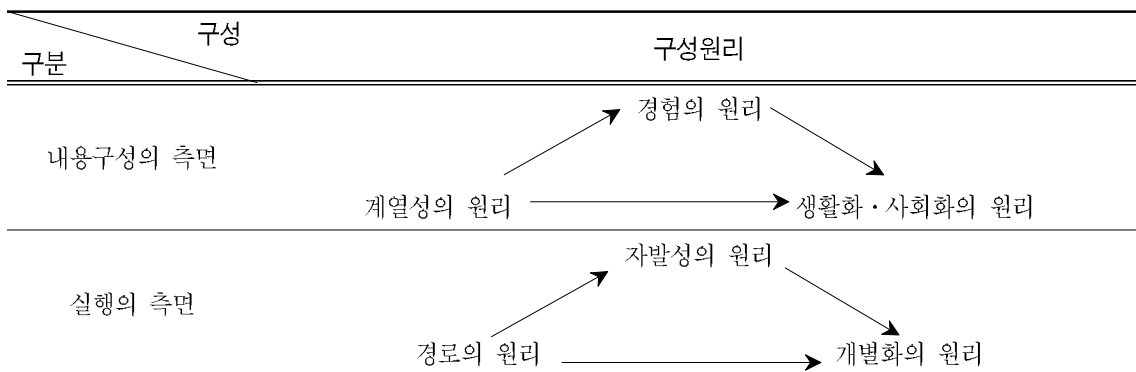 구성
구분
구성원리
경험의 원리
내용구성의 측면
계열성의 원리
생활화·사회화의 원리
자발성의 원리
실행의 측면
경로의 원리
개별화의 원리